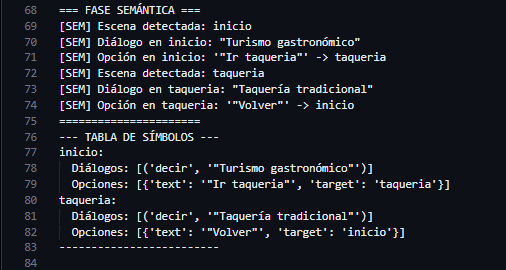 68 === FASE SEMÁNTICA ===
69 [SEM] Escena detectada: inicio
70 [SEM] Diálogo en inicio: "Turismo gastronómico"
71 [SEM] Opción en inicio: '"Ir taqueria"' -> taqueria
72 [SEM] Escena detectada: taqueria
73 [SEM] Diálogo en taqueria: "Taquería tradicional"
74 [SEM] Opción en taqueria: '"Volver"' -> inicio
75 ======================
76 --- TABLA DE SÍMBOLOS ---
77 inicio:
78   Diálogos: [('decir', '"Turismo gastronómico"')]
79   Opciones: [{'text': '"Ir taqueria"', 'target': 'taqueria'}]
80 taqueria:
81   Diálogos: [('decir', '"Taquería tradicional"')]
82   Opciones: [{'text': '"Volver"', 'target': 'inicio'}]
83 -------------------------
84